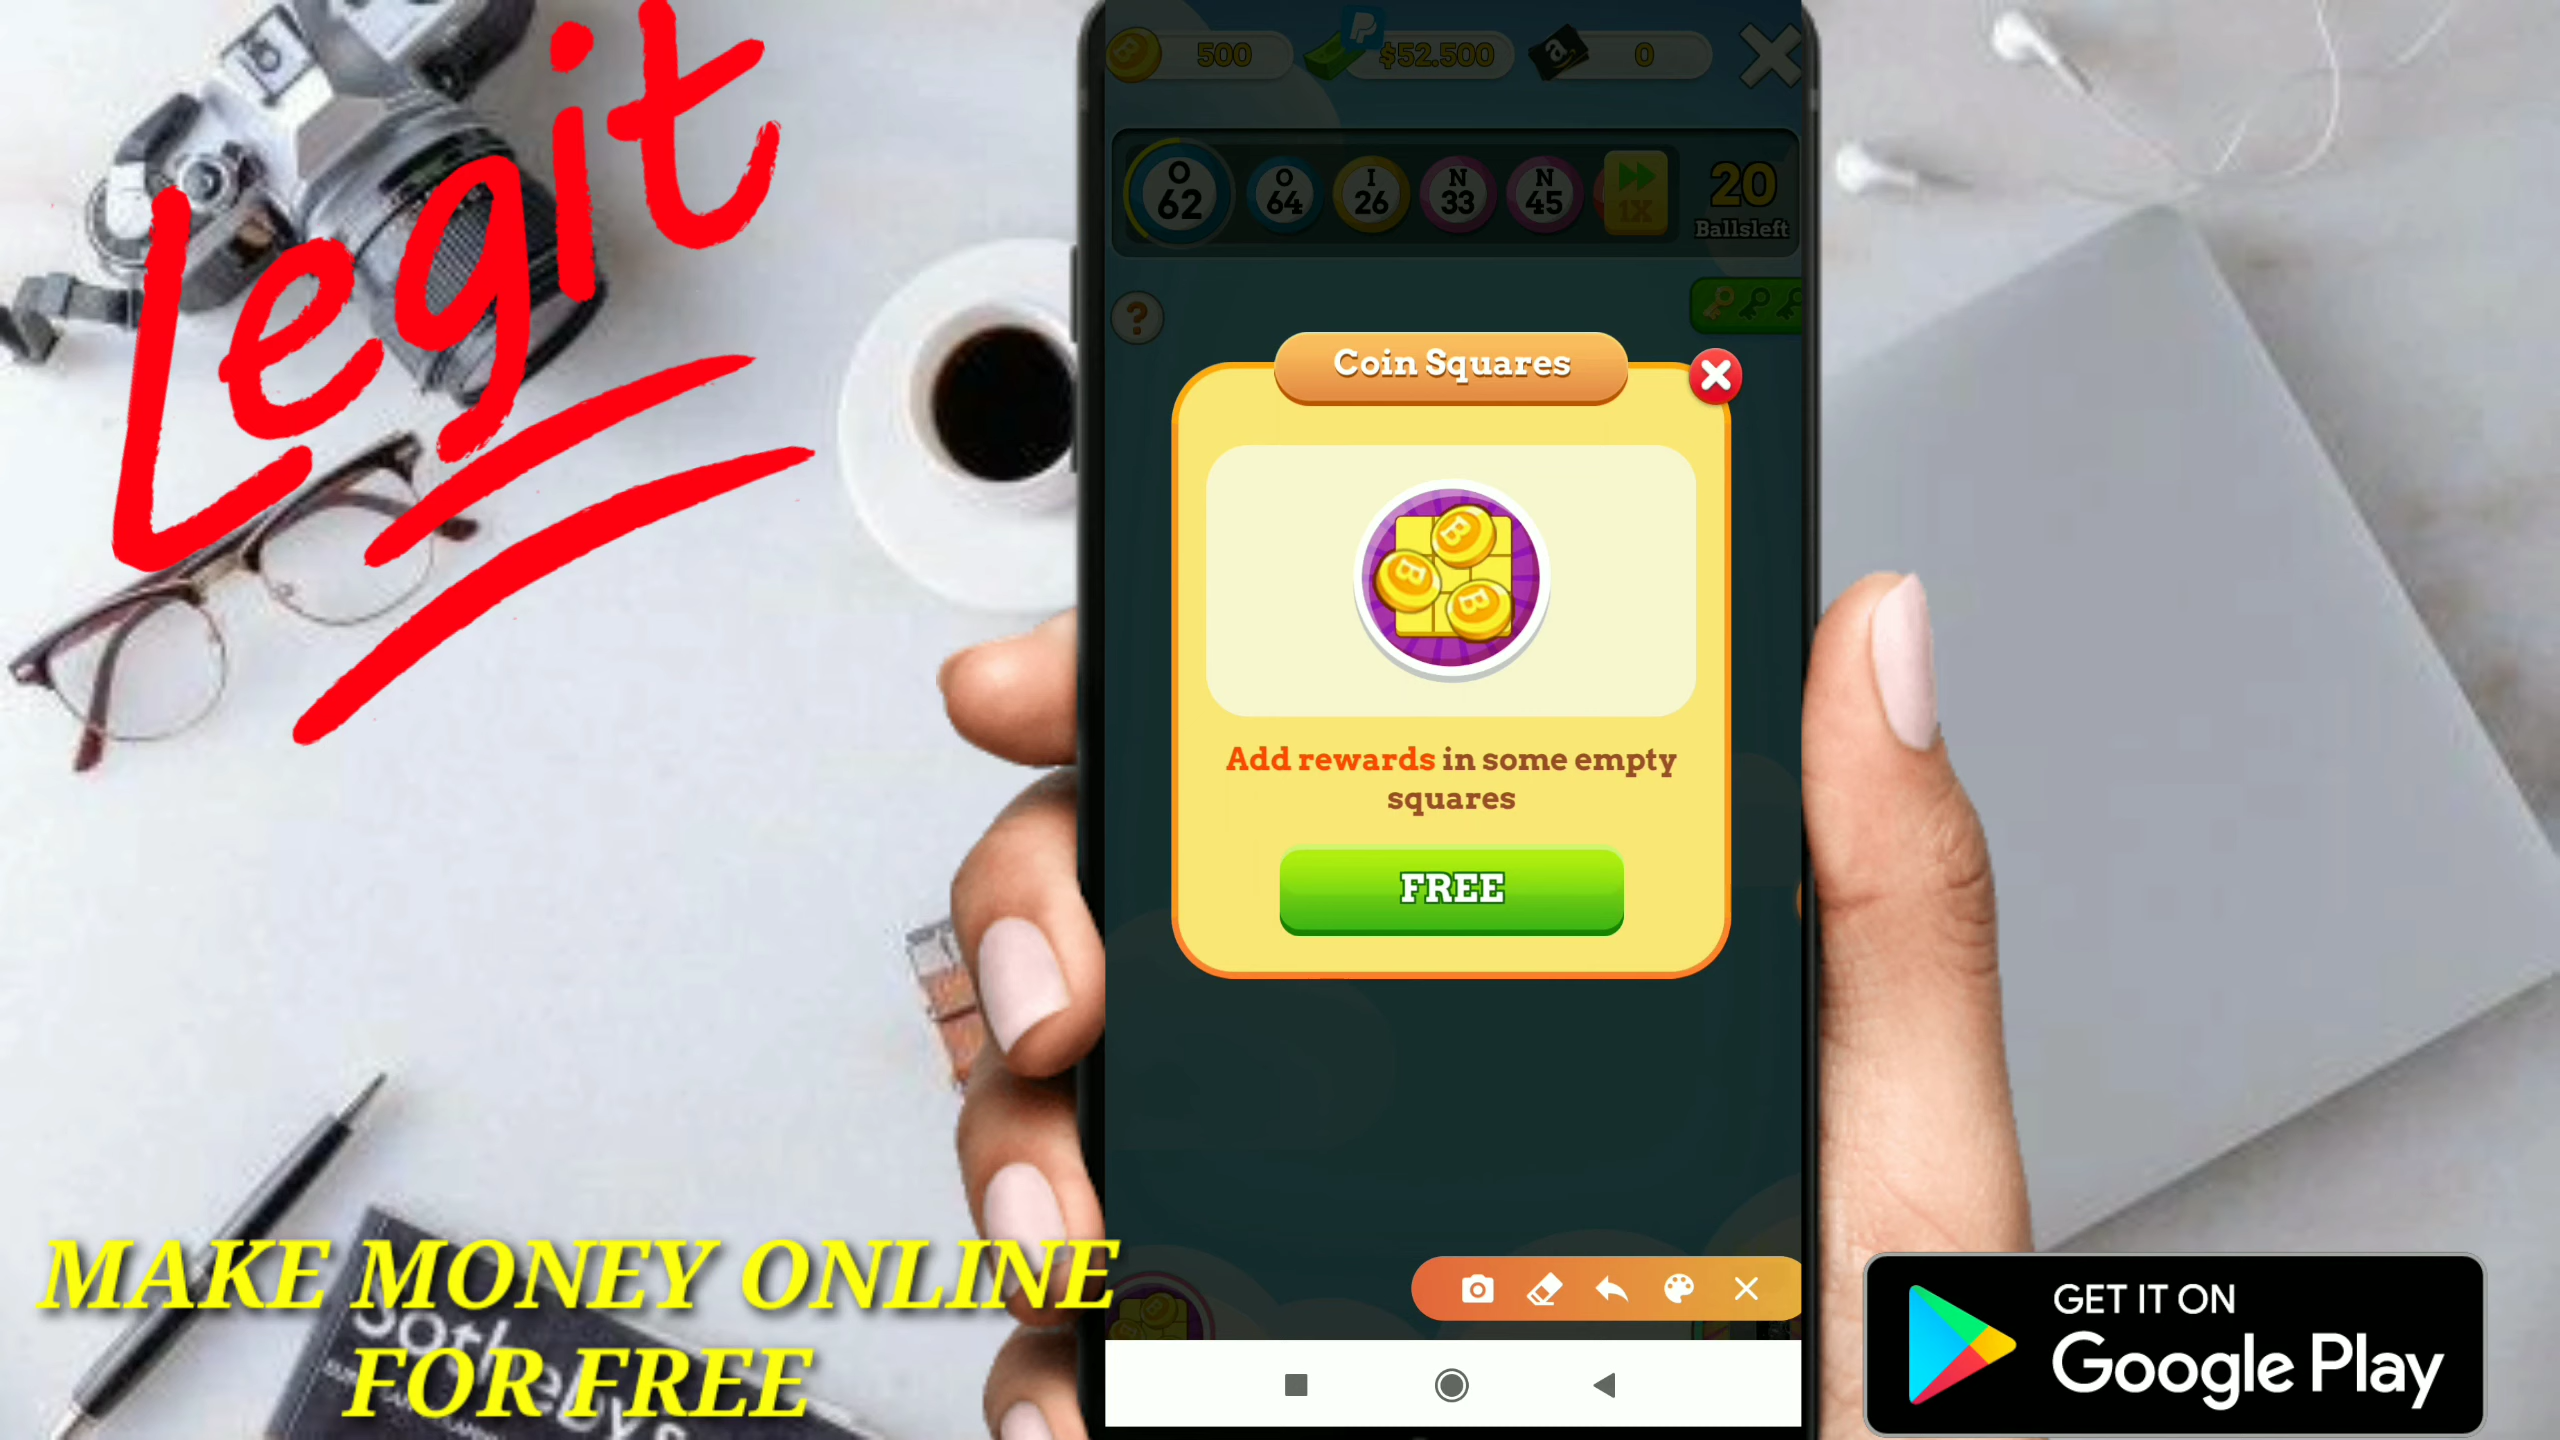 Legit
500
$52.500
0
O 62
O 64
I 26
N 33
N 45
1X
20
Ballsleft
?
Coin Squares
B
B
B
Add rewards in some empty
squares
FREE
MAKE MONEY ONLINE
FOR FREE
GET IT ON
Google Play